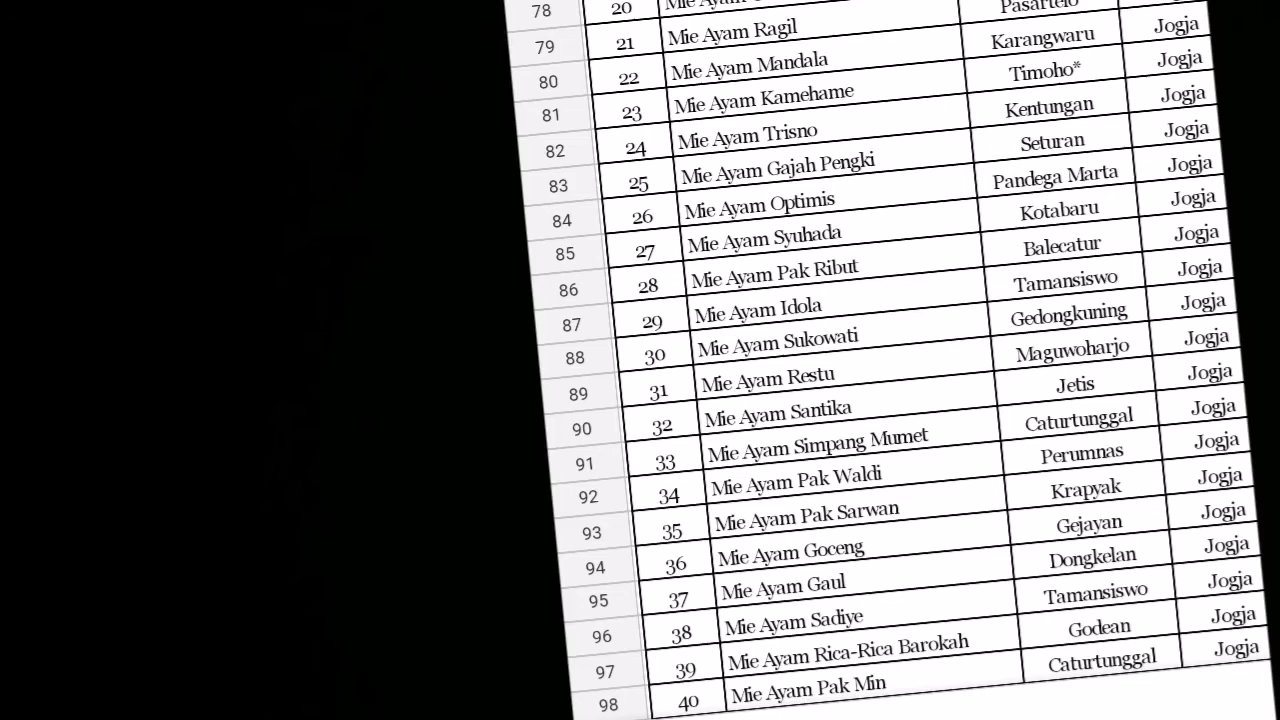 78 20 Mie Ayam
79 21 Mie Ayam Ragil
80 22 Mie Ayam Mandala Karangwaru Jogja
81 23 Mie Ayam Kamehame Timoho* Jogja
82 24 Mie Ayam Trisno Kentungan Jogja
83 25 Mie Ayam Gajah Pengki Seturan Jogja
84 26 Mie Ayam Optimis Pandega Marta Jogja
85 27 Mie Ayam Syuhada Kotabaru Jogja
86 28 Mie Ayam Pak Ribut Balecatur Jogja
87 29 Mie Ayam Idola Tamansiswo Jogja
88 30 Mie Ayam Sukowati Gedongkuning Jogja
89 31 Mie Ayam Restu Maguwoharjo Jogja
90 32 Mie Ayam Santika Jetis Jogja
91 33 Mie Ayam Simpang Mumet Caturtunggal Jogja
92 34 Mie Ayam Pak Waldi Perumnas Jogja
93 35 Mie Ayam Pak Sarwan Krapyak Jogja
94 36 Mie Ayam Goceng Gejayan Jogja
95 37 Mie Ayam Gaul Dongkelan Jogja
96 38 Mie Ayam Sadiye Tamansiswo Jogja
97 39 Mie Ayam Rica-Rica Barokah Godean Jogja
98 40 Mie Ayam Pak Min Caturtunggal Jogja